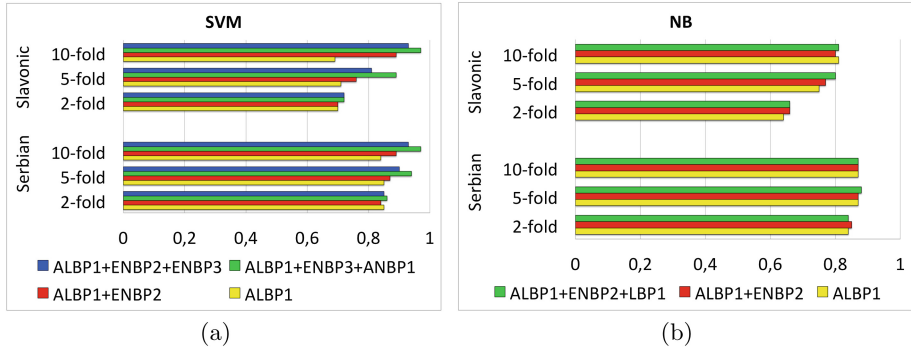 SVM
Slavonic
10-fold
5-fold
2-fold
Serbian
10-fold
5-fold
2-fold
0 0,2 0,4 0,6 0,8 1
ALBP1+ENBP2+ENBP3 ALBP1+ENBP3+ANBP1
ALBP1+ENBP2 ALBP1
(a)
NB
Slavonic
10-fold
5-fold
2-fold
Serbian
10-fold
5-fold
2-fold
0 0,2 0,4 0,6 0,8 1
ALBP1+ENBP2+LBP1 ALBP1+ENBP2 ALBP1
(b)